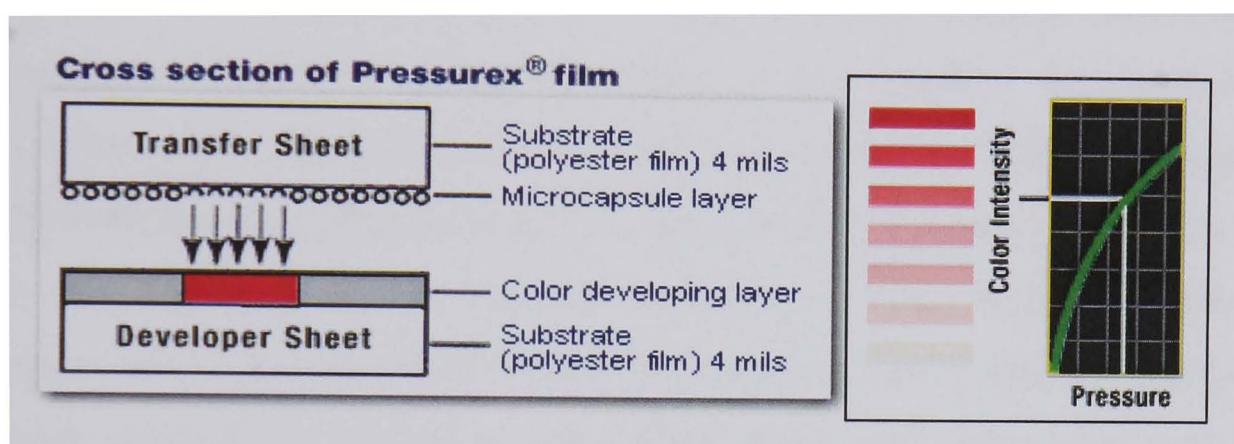 Cross section of Pressurex® film
Transfer Sheet
Substrate
(polyester film) 4 mils
Microcapsule layer
Color developing layer
Developer Sheet
Substrate
(polyester film) 4 mils
Color Intensity
Pressure